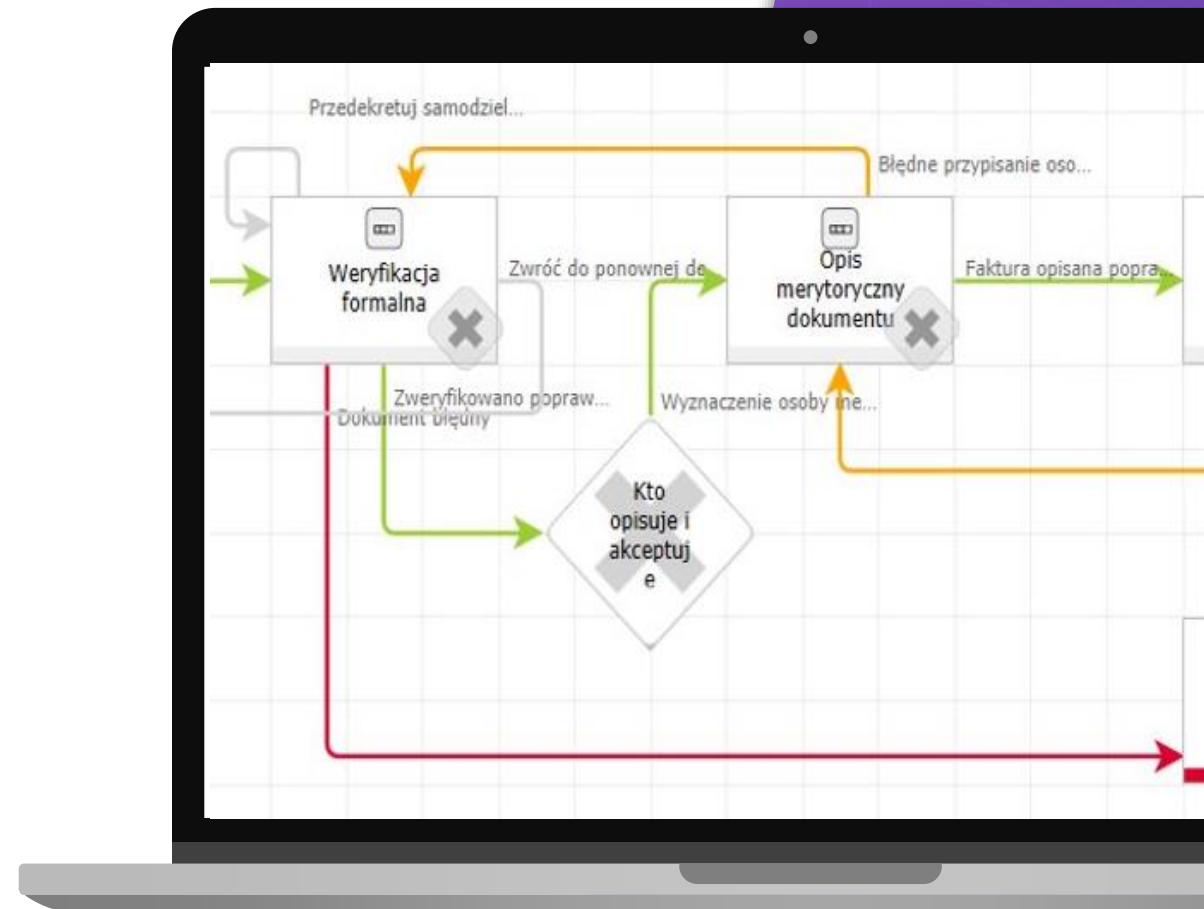 Przedekretuj samodziel...
Błędne przypisanie oso...
Weryfikacja
formalna
Zwróć do ponownej de
Opis
merytoryczny
dokumentu
Faktura opisana popra...
Zweryfikowano popraw...
Dokument błędny
Wyznaczenie osoby me...
Kto
opisuje i
akceptuj
e